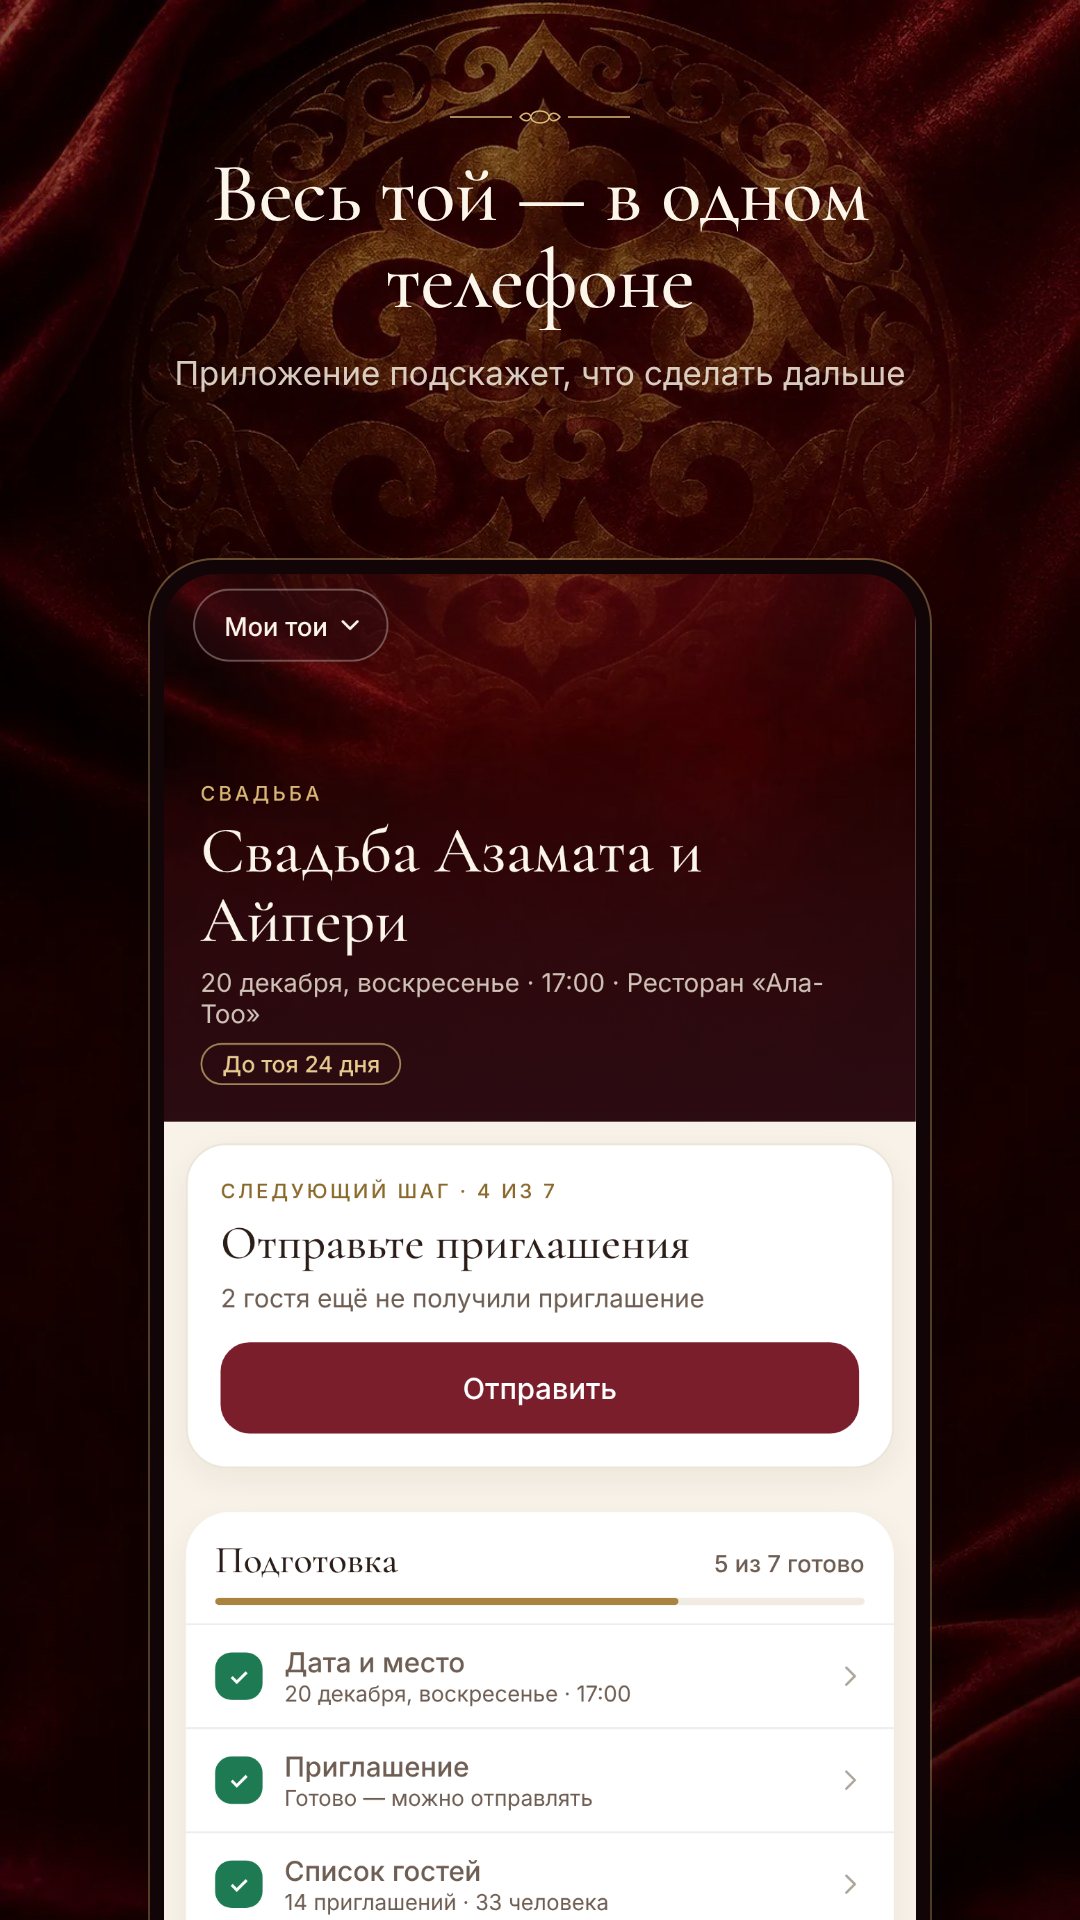 Весь той — в одном
телефоне
Приложение подскажет, что сделать дальше
Мои тои
СВАДЬБА
Свадьба Азамата и
Айпери
20 декабря, воскресенье · 17:00 · Ресторан «Ала-
Тоо»
До тоя 24 дня
СЛЕДУЮЩИЙ ШАГ · 4 ИЗ 7
Отправьте приглашения
2 гостя ещё не получили приглашение
Отправить
Подготовка
5 из 7 готово
Дата и место
20 декабря, воскресенье · 17:00
Приглашение
Готово — можно отправлять
Список гостей
14 приглашений · 33 человека